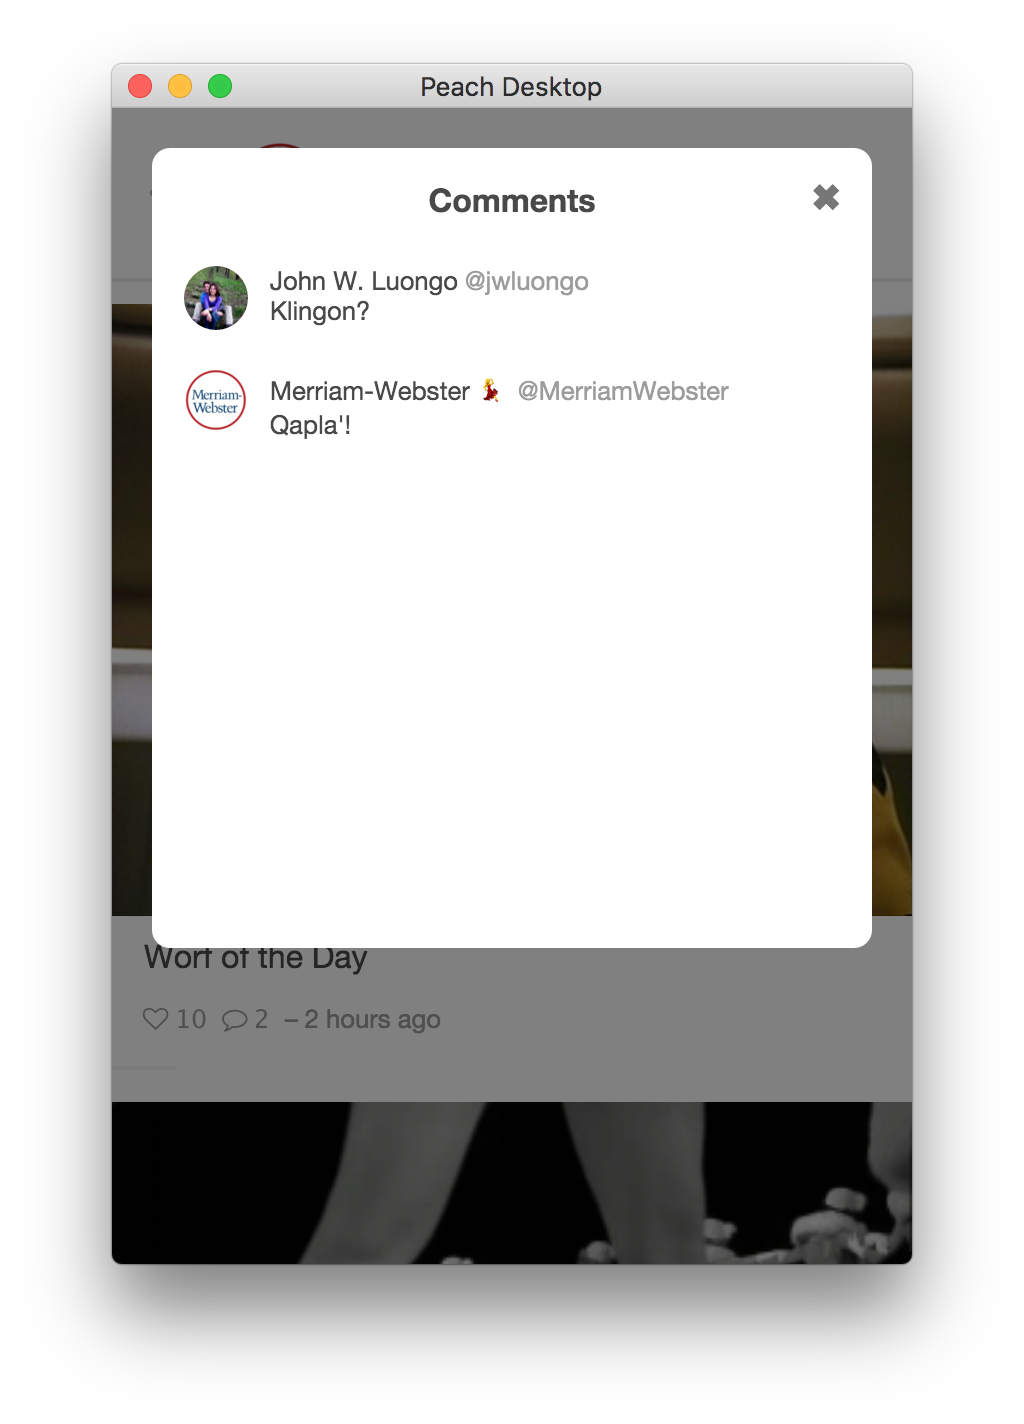 Peach Desktop
Comments
John W. Luongo @jwluongo
Klingon?
Merriam-
Webster
Merriam-Webster 💃 @MerriamWebster
Qapla'!
Worf of the Day
10 2 – 2 hours ago